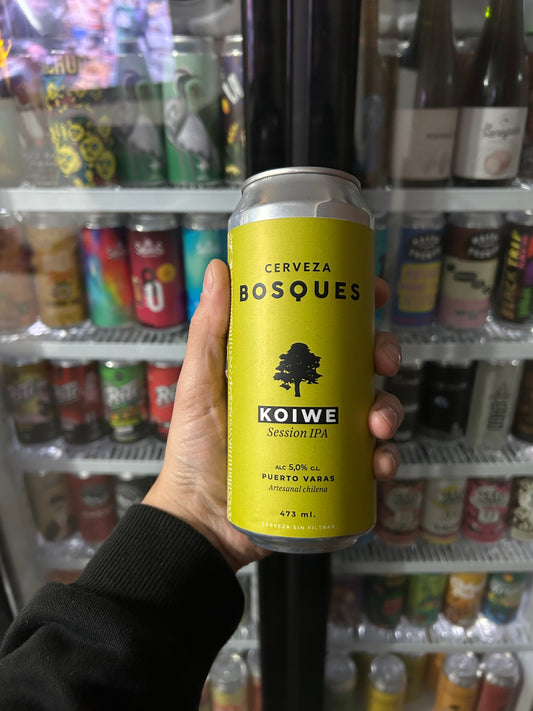 CERVEZA
BOSQUES
KOIWE
Session IPA
ALC 5,0% G.L.
PUERTO VARAS
Artesanal chilena
473 ml.
CERVEZA SIN FILTRAR